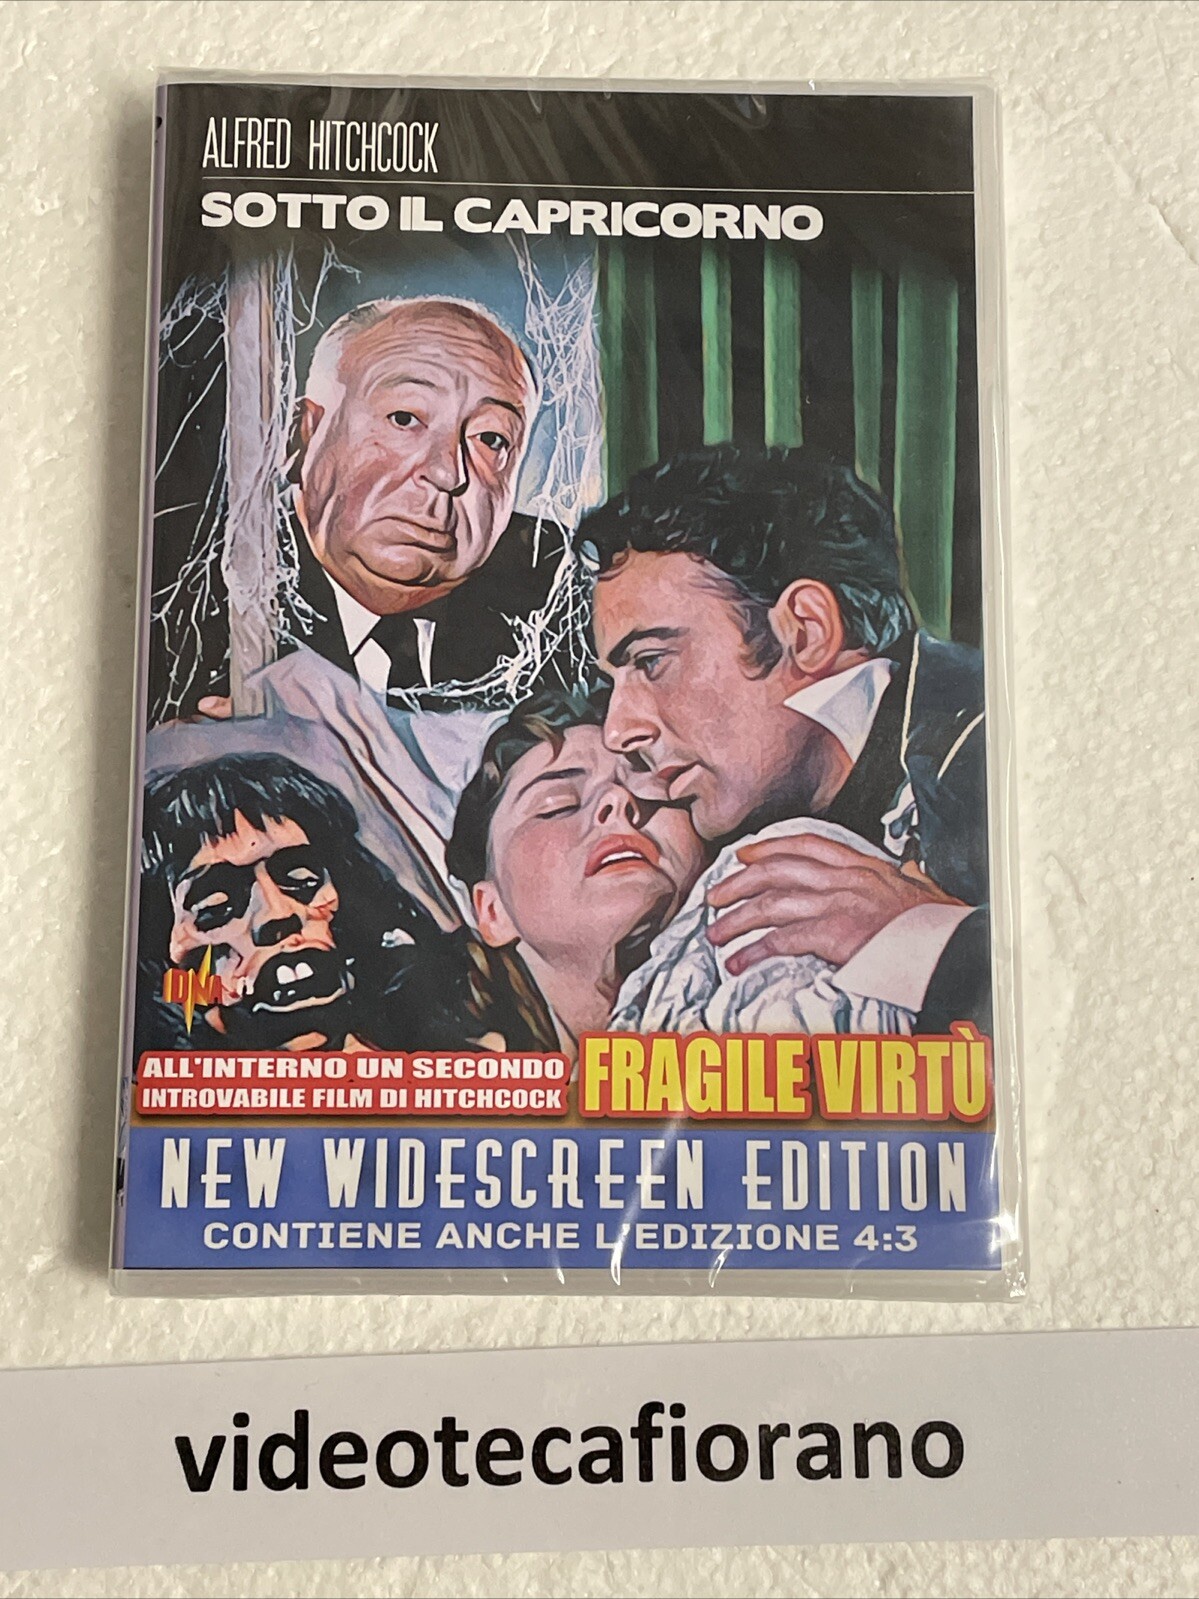 ALFRED HITCHCOCK
SOTTO IL CAPRICORNO
DNA
ALL'INTERNO UN SECONDO
INTROVABILE FILM DI HITCHCOCK
FRAGILE VIRTÙ
NEW WIDESCREEN EDITION
CONTIENE ANCHE L'EDIZIONE 4:3
videotecafiorano